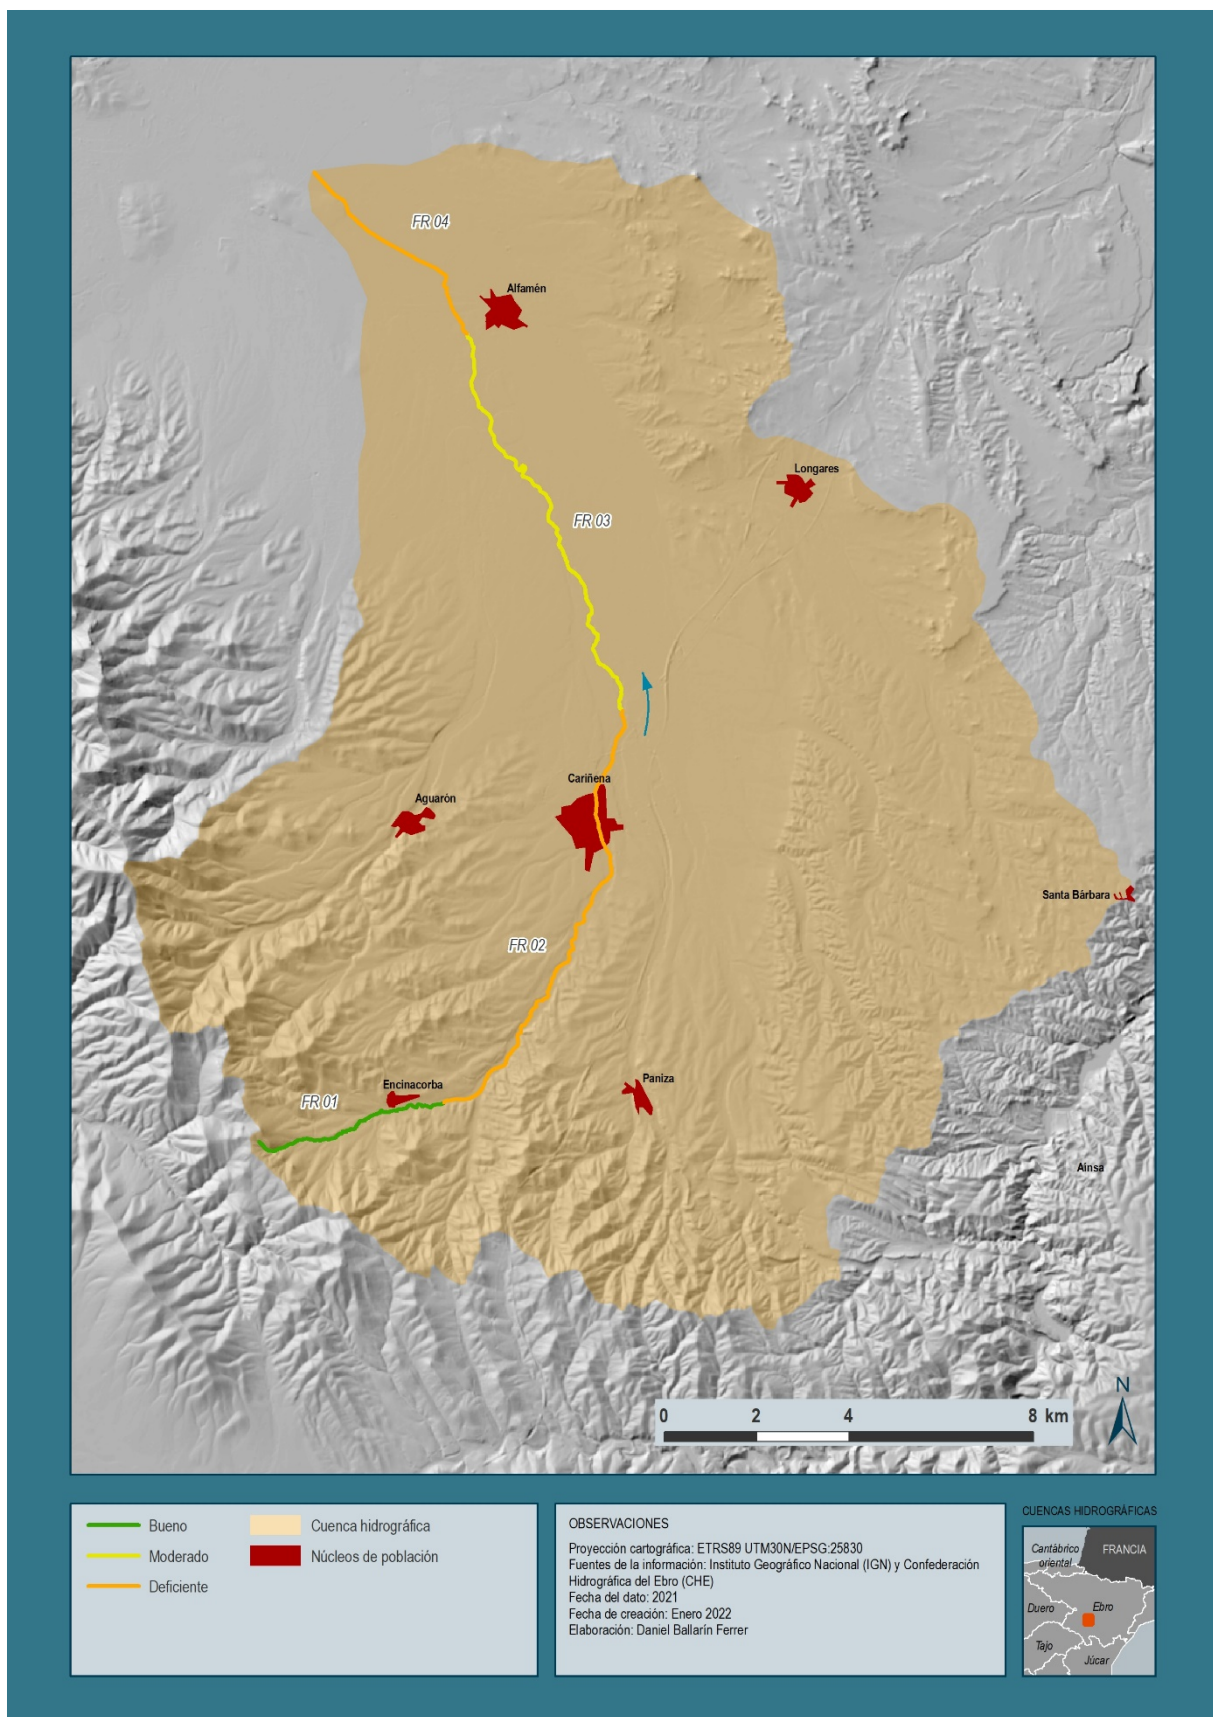 FR 04
Alfamén
Longares
FR 03
Cariñena
Aguarón
Santa Bárbara
FR 02
Encinacorba
Paniza
FR 01
Aínsa
N
0 2 4 8 km
Bueno
Moderado
Deficiente
Cuenca hidrográfica
Núcleos de población
OBSERVACIONES
Proyección cartográfica: ETRS89 UTM30N/EPSG:25830
Fuentes de la información: Instituto Geográfico Nacional (IGN) y Confederación
Hidrográfica del Ebro (CHE)
Fecha del dato: 2021
Fecha de creación: Enero 2022
Elaboración: Daniel Ballarín Ferrer
CUENCAS HIDROGRÁFICAS
Cantábrico
oriental
FRANCIA
Duero
Ebro
Tajo
Júcar